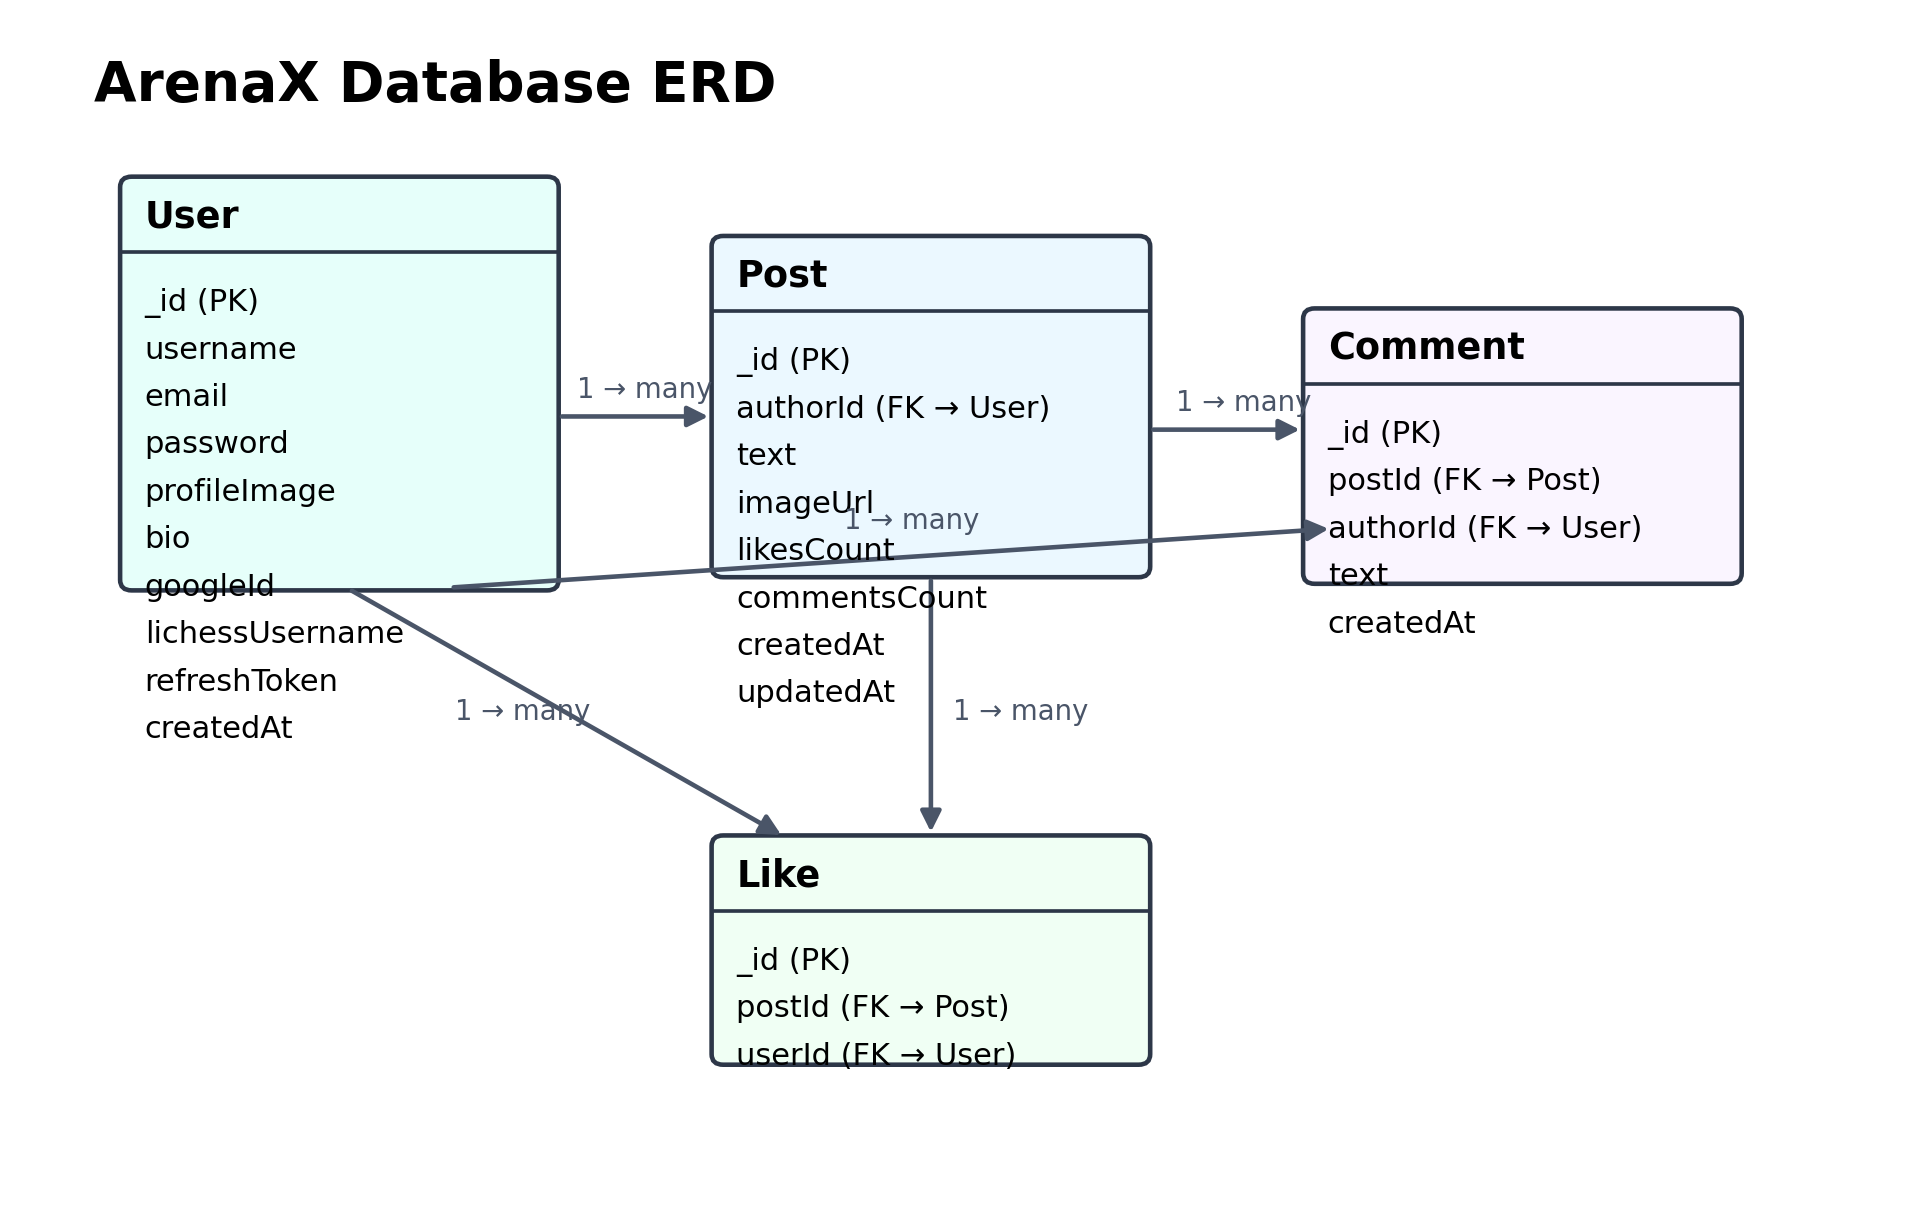 ArenaX Database ERD
User
_id (PK)
username
email
password
profileImage
bio
googleId
lichessUsername
refreshToken
createdAt
1 → many
Post
_id (PK)
authorId (FK → User)
text
imageUrl
likesCount
commentsCount
createdAt
updatedAt
1 → many
1 → many
Comment
_id (PK)
postId (FK → Post)
authorId (FK → User)
text
createdAt
1 → many
1 → many
Like
_id (PK)
postId (FK → Post)
userId (FK → User)